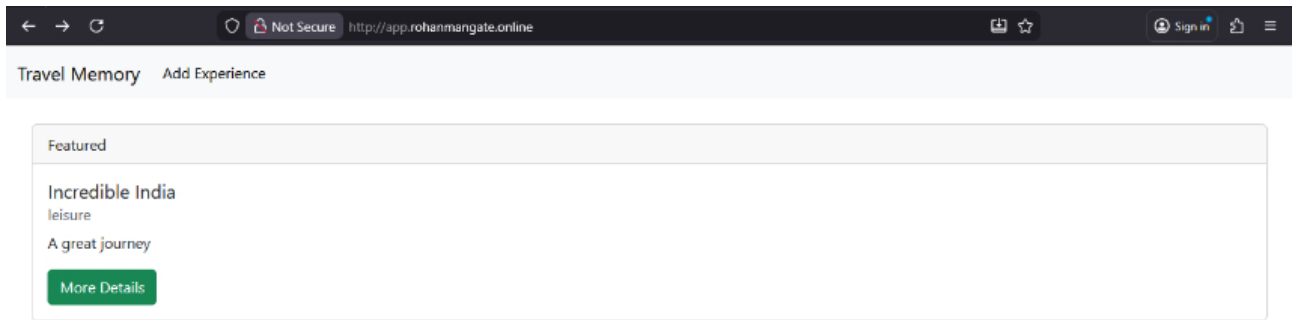 Not Secure http://app.rohanmangate.online Sign in
Travel Memory Add Experience
Featured
Incredible India
leisure
A great journey
More Details